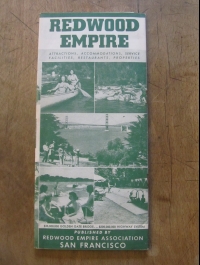 REDWOOD
EMPIRE
ATTRACTIONS, ACCOMMODATIONS, SERVICE
FACILITIES, RESTAURANTS, PROPERTIES
PUBLISHED BY
REDWOOD EMPIRE ASSOCIATION
SAN FRANCISCO